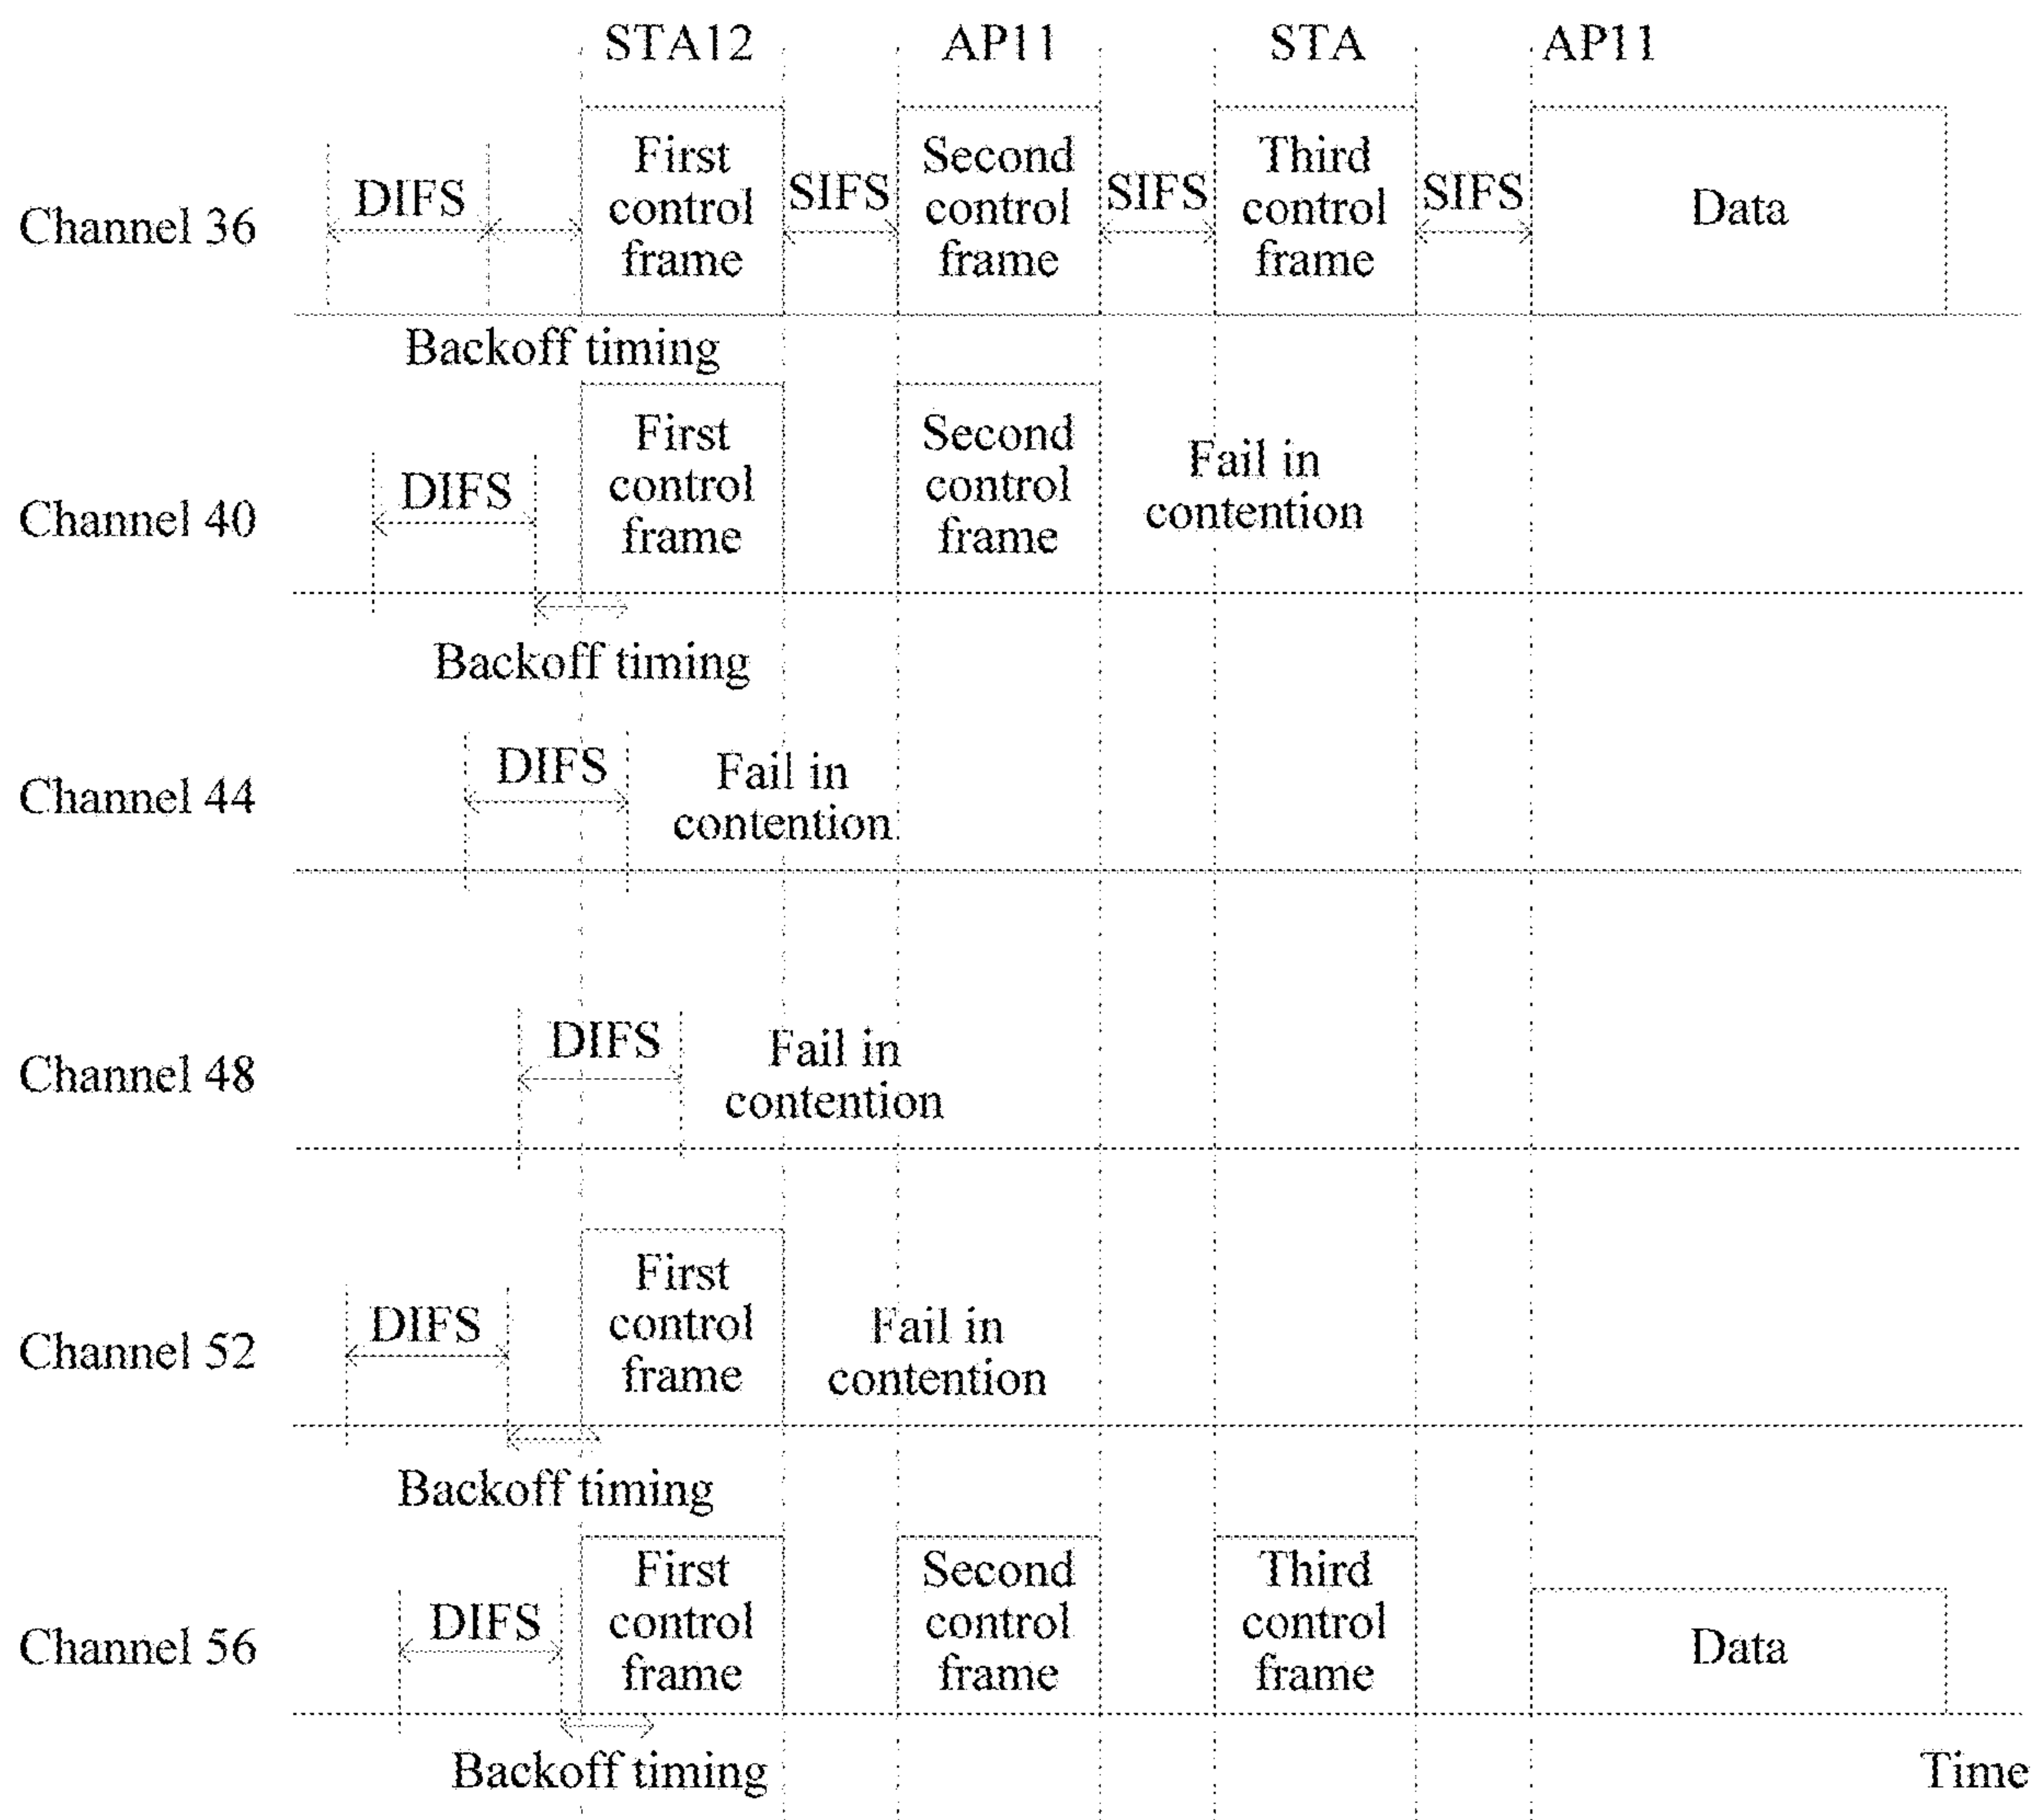 STA12
AP11
STA
AP11
Channel 36
DIFS
First
control
frame
SIFS
Second
control
frame
SIFS
Third
control
frame
SIFS
Data
Backoff timing
Channel 40
DIFS
First
control
frame
Second
control
frame
Fail in
contention
Backoff timing
Channel 44
DIFS
Fail in
contention
Channel 48
DIFS
Fail in
contention
Channel 52
DIFS
First
control
frame
Fail in
contention
Backoff timing
Channel 56
DIFS
First
control
frame
Second
control
frame
Third
control
frame
Data
Backoff timing
Time